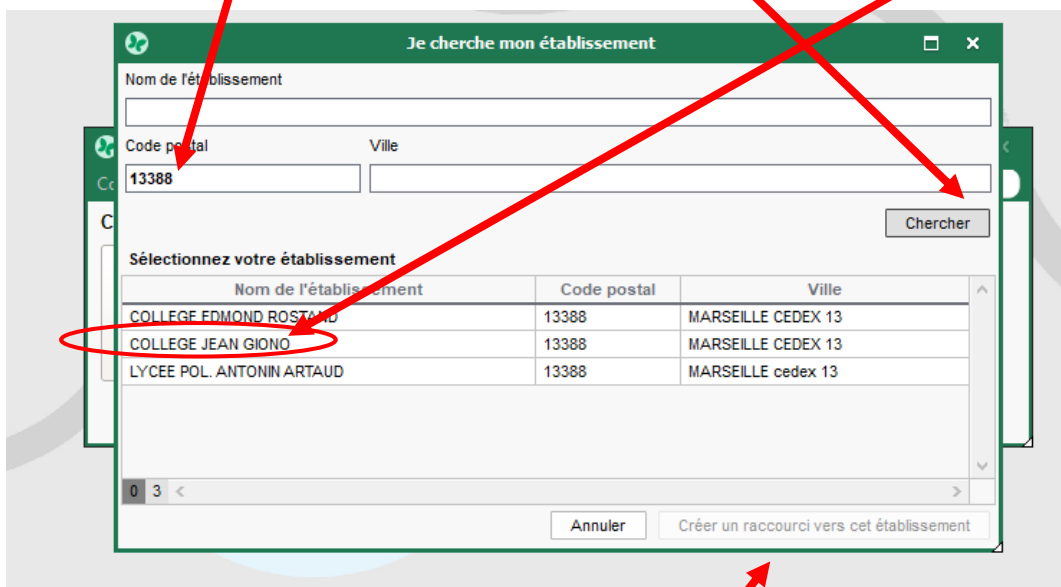 Je cherche mon établissement
Nom de l'établissement
Code postal Ville
13388
Chercher
Sélectionnez votre établissement
Nom de l'établissement Code postal Ville
COLLEGE EDMOND ROSTAND 13388 MARSEILLE CEDEX 13
COLLEGE JEAN GIONO 13388 MARSEILLE CEDEX 13
LYCEE POL. ANTONIN ARTAUD 13388 MARSEILLE cedex 13
0 3
Annuler Créer un raccourci vers cet établissement